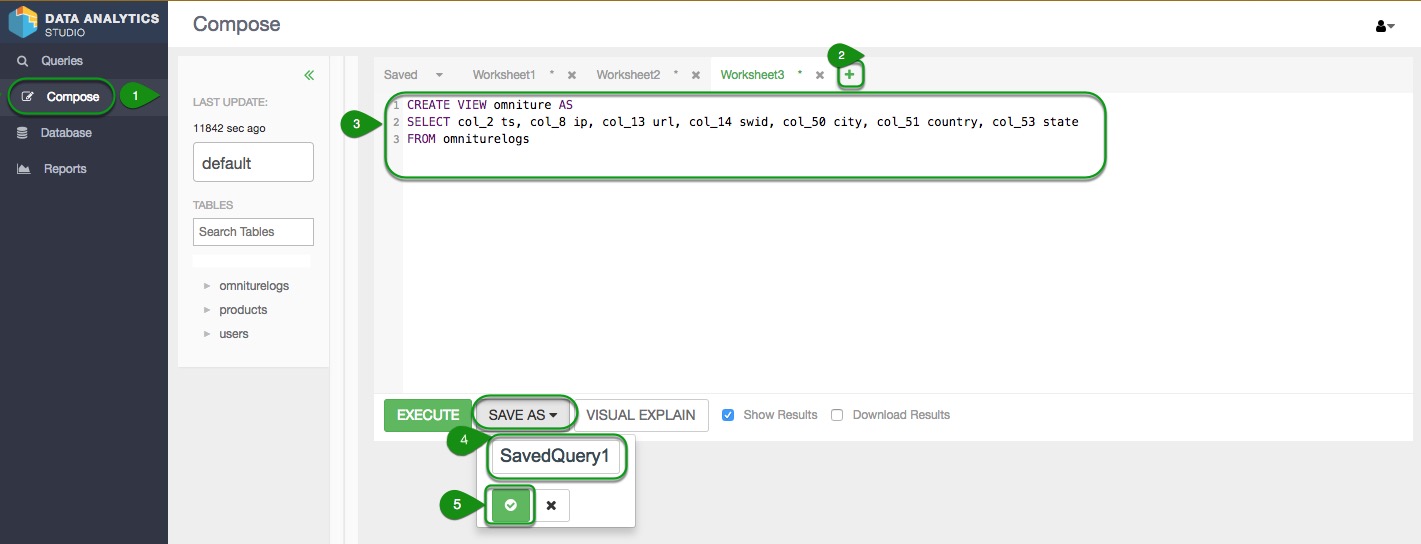 DATA ANALYTICS
STUDIO
Compose
Queries
Compose
1
Database
Reports
LAST UPDATE:
11842 sec ago
default
TABLES
Search Tables
omniturelogs
products
users
Saved
Worksheet1 *
Worksheet2 *
Worksheet3 *
2
3
1 CREATE VIEW omniture AS
2 SELECT col_2 ts, col_8 ip, col_13 url, col_14 swid, col_50 city, col_51 country, col_53 state
3 FROM omniturelogs
EXECUTE
SAVE AS
VISUAL EXPLAIN
Show Results
Download Results
4
SavedQuery1
5